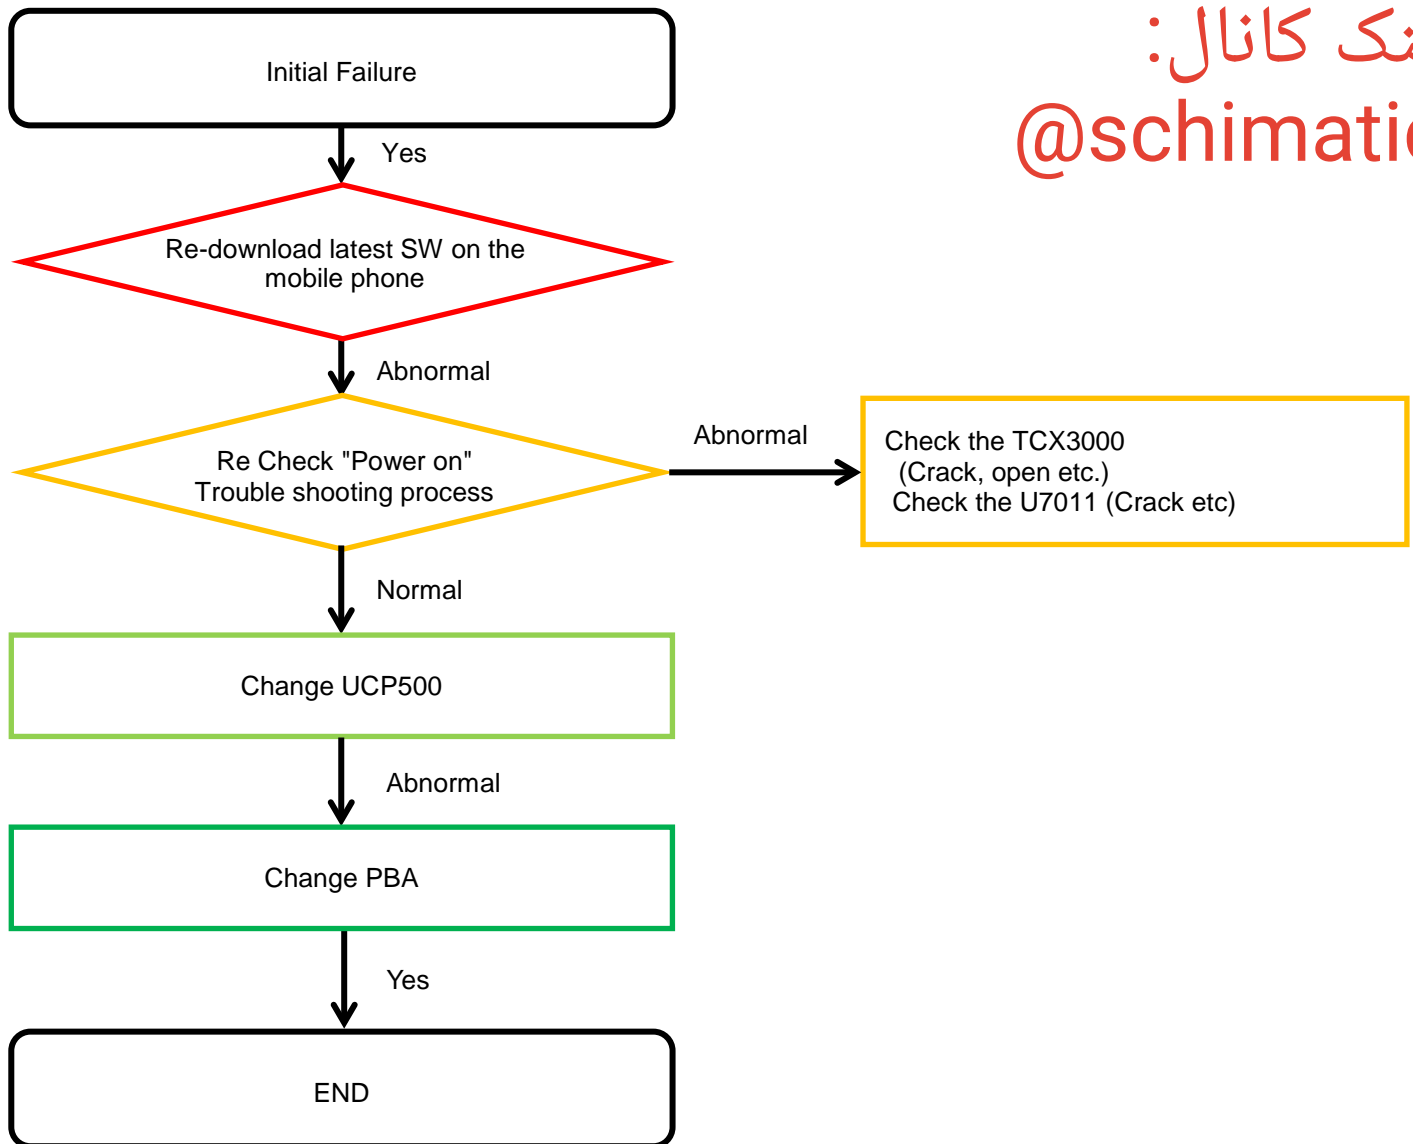 کانال:
Initial Failure
Yes
Re-download latest SW on the
mobile phone
Abnormal
Re Check "Power on"
Trouble shooting process
Abnormal
Check the TCX3000
(Crack, open etc.)
Check the U7011 (Crack etc)
Normal
Change UCP500
Abnormal
Change PBA
Yes
END